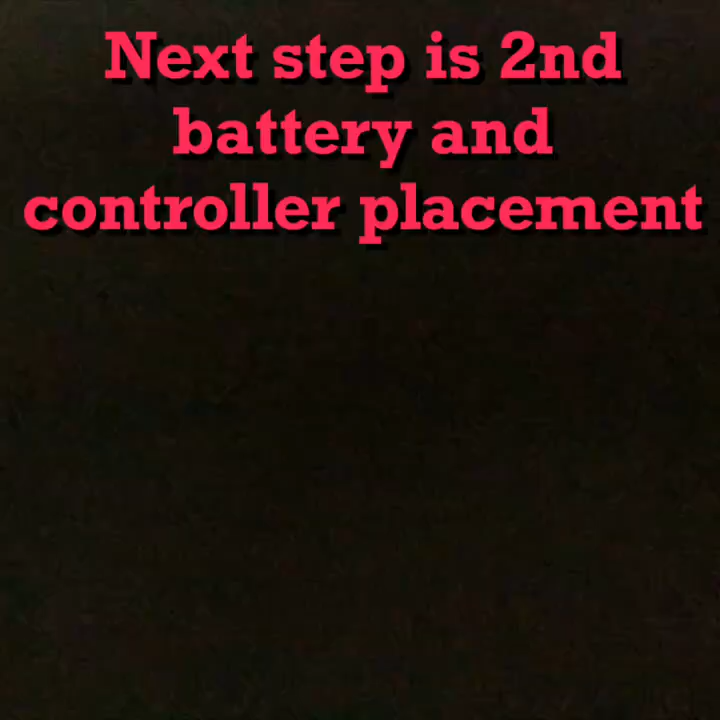 Next step is 2nd
battery and
controller placement